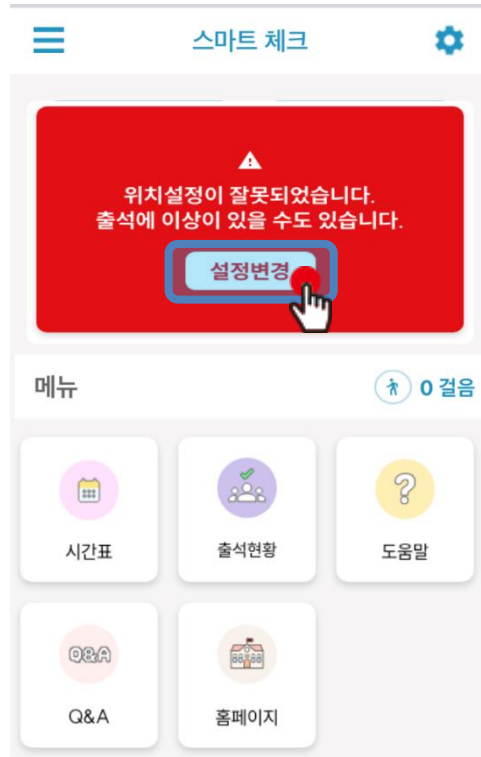 스마트 체크
위치설정이 잘못되었습니다.
출석에 이상이 있을 수도 있습니다.
설정변경
메뉴
0 걸음
시간표
출석현황
도움말
Q&A
Q&A
홈페이지